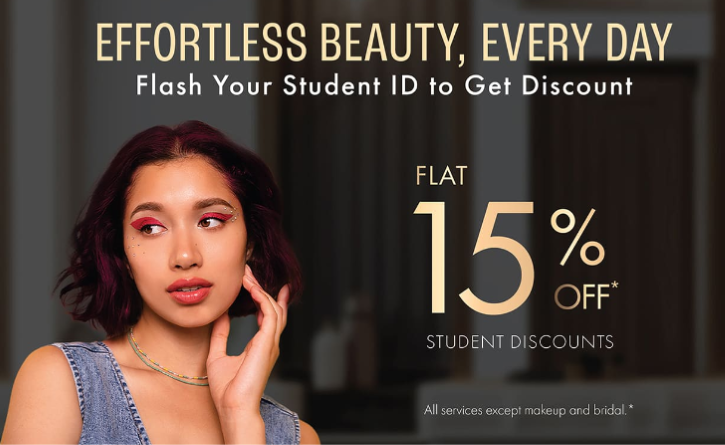 EFFORTLESS BEAUTY, EVERY DAY
Flash Your Student ID to Get Discount
FLAT
15%
OFF*
STUDENT DISCOUNTS
All services except makeup and bridal.*